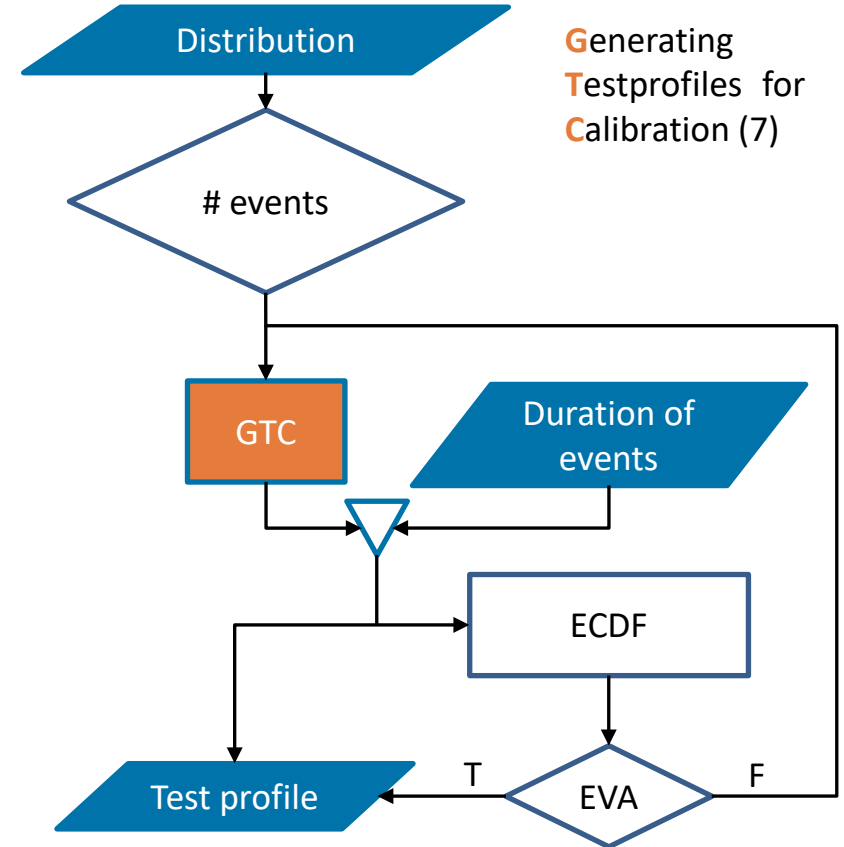 Distribution
Generating
Testprofiles for
Calibration (7)
# events
GTC
Duration of
events
ECDF
T
F
Test profile
EVA